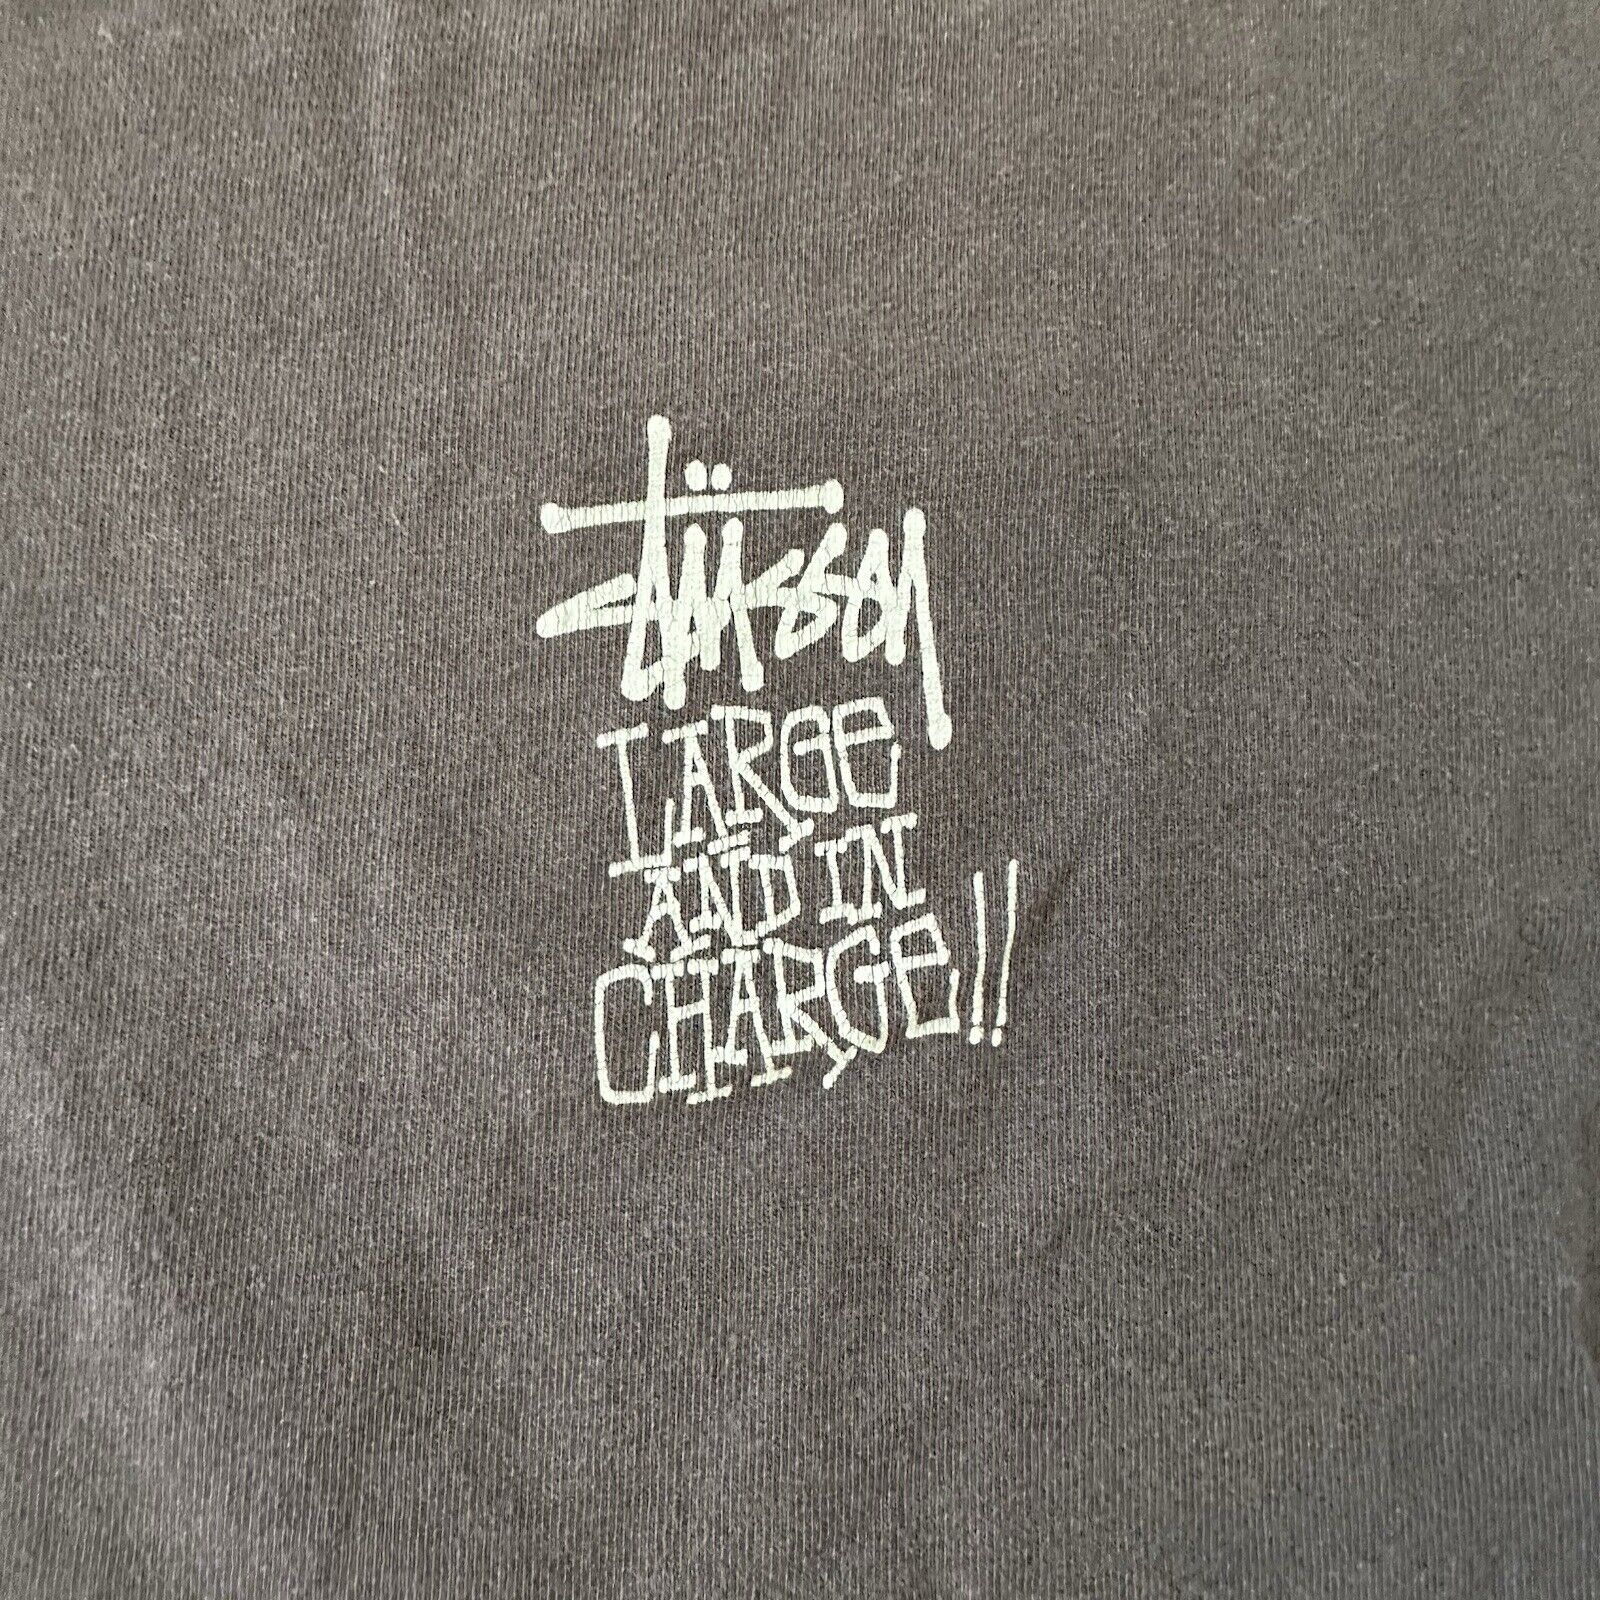 Stüssy
LARGE
AND IN
CHARGE!!